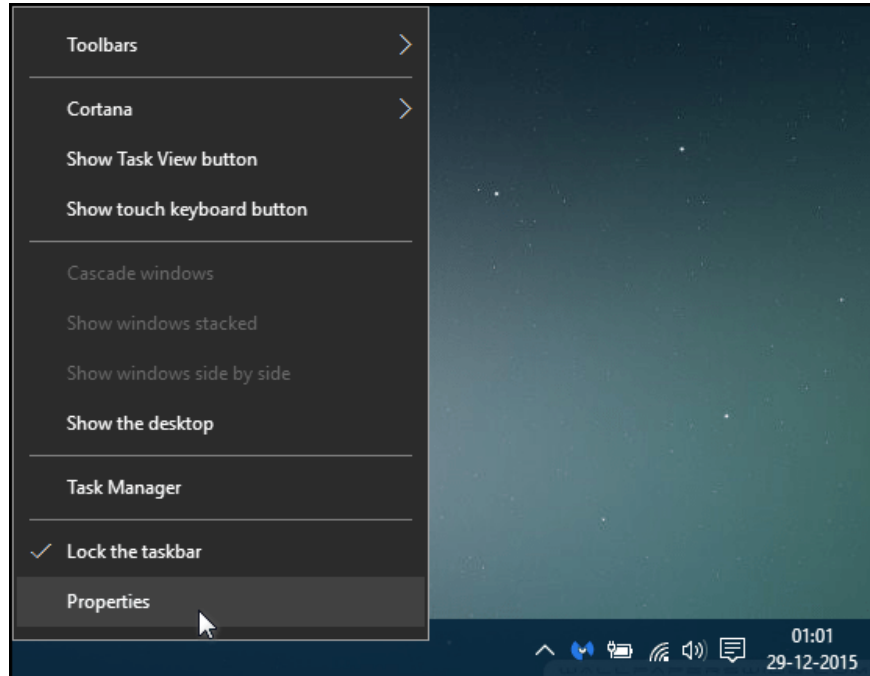 Toolbars
Cortana
Show Task View button
Show touch keyboard button
Cascade windows
Show windows stacked
Show windows side by side
Show the desktop
Task Manager
Lock the taskbar
Properties
01:01
29-12-2015